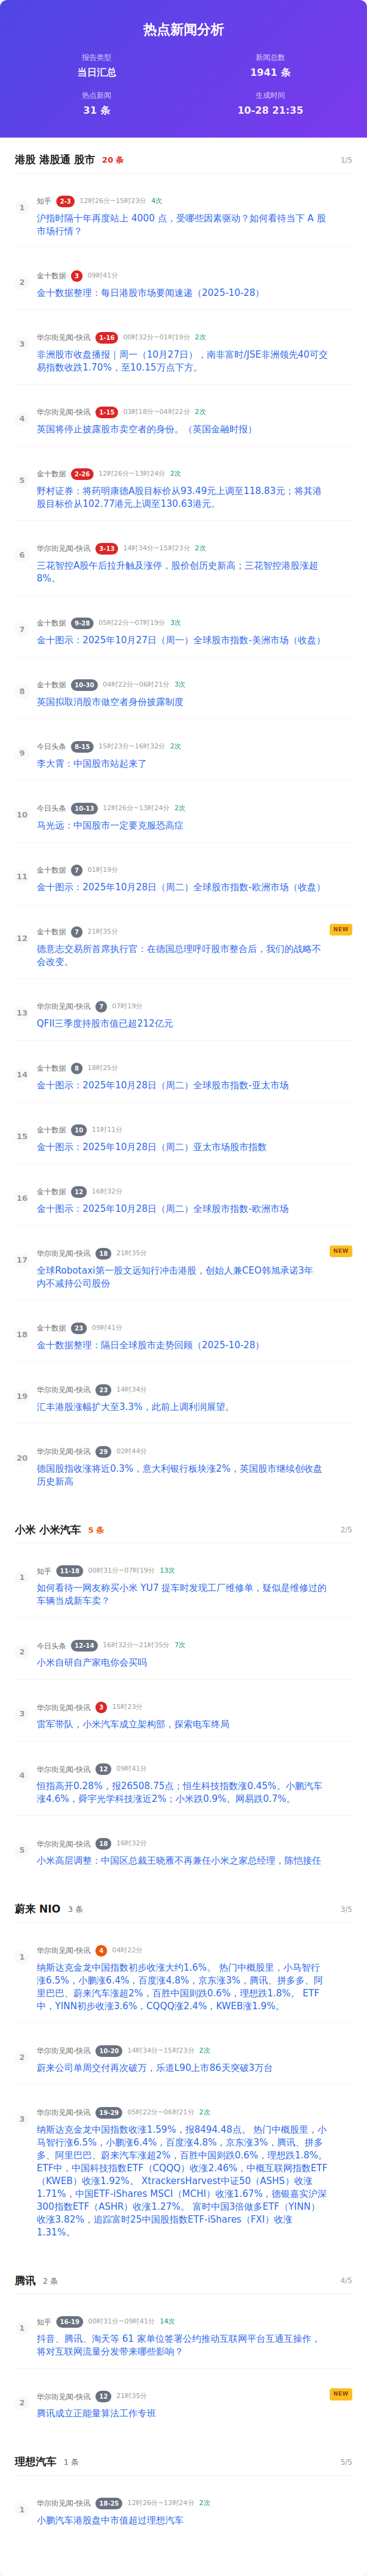 热点新闻分析
报告类型
当日汇总
新闻总数
1941 条
热点新闻
31 条
生成时间
10-28 21:35
港股 港股通 股市 20 条 1/5
1
知乎 2-3 12时26分~15时23分 4次
沪指时隔十年再度站上 4000 点，受哪些因素驱动？如何看待当下 A 股
市场行情？
2
金十数据 3 09时41分
金十数据整理：每日港股市场要闻速递（2025-10-28）
3
华尔街见闻-快讯 1-16 00时32分~01时19分 2次
非洲股市收盘播报｜周一（10月27日），南非富时/JSE非洲领先40可交
易指数收跌1.70%，至10.15万点下方。
4
华尔街见闻-快讯 1-15 03时18分~04时22分 2次
英国将停止披露股市卖空者的身份。（英国金融时报）
5
金十数据 2-26 12时26分~13时24分 2次
野村证券：将药明康德A股目标价从93.49元上调至118.83元；将其港
股目标价从102.77港元上调至130.63港元。
6
华尔街见闻-快讯 3-13 14时34分~15时23分 2次
三花智控A股午后拉升触及涨停，股价创历史新高；三花智控港股涨超
8%。
7
金十数据 9-28 05时22分~07时19分 3次
金十图示：2025年10月27日（周一）全球股市指数-美洲市场（收盘）
8
金十数据 10-30 04时22分~06时21分 3次
英国拟取消股市做空者身份披露制度
9
今日头条 8-15 15时23分~16时32分 2次
李大霄：中国股市站起来了
10
今日头条 10-13 12时26分~13时24分 2次
马光远：中国股市一定要克服恐高症
11
金十数据 7 01时19分
金十图示：2025年10月28日（周二）全球股市指数-欧洲市场（收盘）
12
金十数据 7 21时35分 NEW
德意志交易所首席执行官：在德国总理呼吁股市整合后，我们的战略不
会改变。
13
华尔街见闻-快讯 7 07时19分
QFII三季度持股市值已超212亿元
14
金十数据 8 18时25分
金十图示：2025年10月28日（周二）全球股市指数-亚太市场
15
金十数据 10 11时11分
金十图示：2025年10月28日（周二）亚太市场股市指数
16
金十数据 12 16时32分
金十图示：2025年10月28日（周二）全球股市指数-欧洲市场
17
华尔街见闻-快讯 18 21时35分 NEW
全球Robotaxi第一股文远知行冲击港股，创始人兼CEO韩旭承诺3年
内不减持公司股份
18
金十数据 23 09时41分
金十数据整理：隔日全球股市走势回顾（2025-10-28）
19
华尔街见闻-快讯 23 14时34分
汇丰港股涨幅扩大至3.3%，此前上调利润展望。
20
华尔街见闻-快讯 29 02时44分
德国股指收涨将近0.3%，意大利银行板块涨2%，英国股市继续创收盘
历史新高
小米 小米汽车 5 条 2/5
1
知乎 11-18 00时31分~07时19分 13次
如何看待一网友称买小米 YU7 提车时发现工厂维修单，疑似是维修过的
车辆当成新车卖？
2
今日头条 12-14 16时32分~21时35分 7次
小米自研自产家电你会买吗
3
华尔街见闻-快讯 3 15时23分
雷军带队，小米汽车成立架构部，探索电车终局
4
华尔街见闻-快讯 12 09时41分
恒指高开0.28%，报26508.75点；恒生科技指数涨0.45%。小鹏汽车
涨4.6%，舜宇光学科技涨近2%；小米跌0.9%。网易跌0.7%。
5
华尔街见闻-快讯 18 16时32分
小米高层调整：中国区总裁王晓雁不再兼任小米之家总经理，陈恺接任
蔚来 NIO 3 条 3/5
1
华尔街见闻-快讯 4 04时22分
纳斯达克金龙中国指数初步收涨大约1.6%。 热门中概股里，小马智行
涨6.5%，小鹏涨6.4%，百度涨4.8%，京东涨3%，腾讯、拼多多、阿
里巴巴、蔚来汽车涨超2%，百胜中国则跌0.6%，理想跌1.8%。 ETF
中，YINN初步收涨3.6%，CQQQ涨2.4%，KWEB涨1.9%。
2
华尔街见闻-快讯 10-20 14时34分~15时23分 2次
蔚来公司单周交付再次破万，乐道L90上市86天突破3万台
3
华尔街见闻-快讯 19-29 05时22分~06时21分 2次
纳斯达克金龙中国指数收涨1.59%，报8494.48点。 热门中概股里，小
马智行涨6.5%，小鹏涨6.4%，百度涨4.8%，京东涨3%，腾讯、拼多
多、阿里巴巴、蔚来汽车涨超2%，百胜中国则跌0.6%，理想跌1.8%。
ETF中，中国科技指数ETF（CQQQ）收涨2.46%，中概互联网指数ETF
（KWEB）收涨1.92%。 XtrackersHarvest中证50（ASHS）收涨
1.71%，中国ETF-iShares MSCI（MCHI）收涨1.67%，德银嘉实沪深
300指数ETF（ASHR）收涨1.27%。 富时中国3倍做多ETF（YINN）
收涨3.82%，追踪富时25中国股指数ETF-iShares（FXI）收涨
1.31%。
腾讯 2 条 4/5
1
知乎 16-19 00时31分~09时41分 14次
抖音、腾讯、淘天等 61 家单位签署公约推动互联网平台互通互操作，
将对互联网流量分发带来哪些影响？
2
华尔街见闻-快讯 12 21时35分 NEW
腾讯成立正能量算法工作专班
理想汽车 1 条 5/5
1
华尔街见闻-快讯 18-25 12时26分~13时24分 2次
小鹏汽车港股盘中市值超过理想汽车